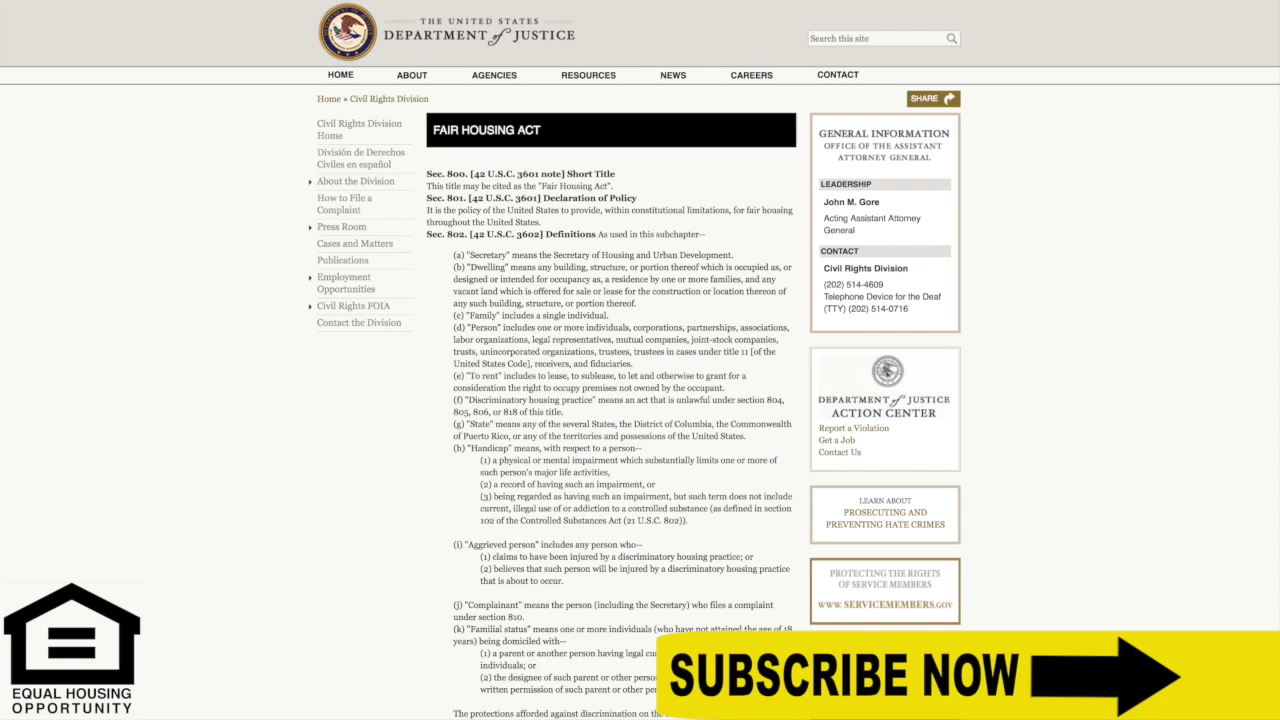 THE UNITED STATES
DEPARTMENT of JUSTICE
Search this site
HOME ABOUT AGENCIES RESOURCES NEWS CAREERS CONTACT
Home » Civil Rights Division
SHARE
Civil Rights Division
Home
División de Derechos
Civiles en español
About the Division
How to File a
Complaint
Press Room
Cases and Matters
Publications
Employment
Opportunities
Civil Rights FOIA
Contact the Division
FAIR HOUSING ACT
Sec. 800. [42 U.S.C. 3601 note] Short Title
This title may be cited as the "Fair Housing Act".
Sec. 801. [42 U.S.C. 3601] Declaration of Policy
It is the policy of the United States to provide, within constitutional limitations, for fair housing
throughout the United States.
Sec. 802. [42 U.S.C. 3602] Definitions As used in this subchapter--
(a) "Secretary" means the Secretary of Housing and Urban Development.
(b) "Dwelling" means any building, structure, or portion thereof which is occupied as, or
designed or intended for occupancy as, a residence by one or more families, and any
vacant land which is offered for sale or lease for the construction or location thereon of
any such building, structure, or portion thereof.
(c) "Family" includes a single individual.
(d) "Person" includes one or more individuals, corporations, partnerships, associations,
labor organizations, legal representatives, mutual companies, joint-stock companies,
trusts, unincorporated organizations, trustees, trustees in cases under title 11 [of the
United States Code], receivers, and fiduciaries.
(e) "To rent" includes to lease, to sublease, to let and otherwise to grant for a
consideration the right to occupy premises not owned by the occupant.
(f) "Discriminatory housing practice" means an act that is unlawful under section 804,
805, 806, or 818 of this title.
(g) "State" means any of the several States, the District of Columbia, the Commonwealth
of Puerto Rico, or any of the territories and possessions of the United States.
(h) "Handicap" means, with respect to a person--
(1) a physical or mental impairment which substantially limits one or more of
such person's major life activities,
(2) a record of having such an impairment, or
(3) being regarded as having such an impairment, but such term does not include
current, illegal use of or addiction to a controlled substance (as defined in section
102 of the Controlled Substances Act (21 U.S.C. 802)).
(i) "Aggrieved person" includes any person who--
(1) claims to have been injured by a discriminatory housing practice; or
(2) believes that such person will be injured by a discriminatory housing practice
that is about to occur.
(j) "Complainant" means the person (including the Secretary) who files a complaint
under section 810.
(k) "Familial status" means one or more individuals (who have not attained the age of 18
years) being domiciled with--
(1) a parent or another person having legal
individuals; or
(2) the designee of such parent or other
written permission of such parent or other
The protections afforded against discrimination on
GENERAL INFORMATION
OFFICE OF THE ASSISTANT
ATTORNEY GENERAL
LEADERSHIP
John M. Gore
Acting Assistant Attorney
General
CONTACT
Civil Rights Division
(202) 514-4609
Telephone Device for the Deaf
(TTY) (202) 514-0716
DEPARTMENT of JUSTICE
ACTION CENTER
Report a Violation
Get a Job
Contact Us
LEARN ABOUT
PROSECUTING AND
PREVENTING HATE CRIMES
PROTECTING THE RIGHTS
OF SERVICE MEMBERS
WWW. SERVICEMEMBERS.GOV
EQUAL HOUSING
OPPORTUNITY
SUBSCRIBE NOW